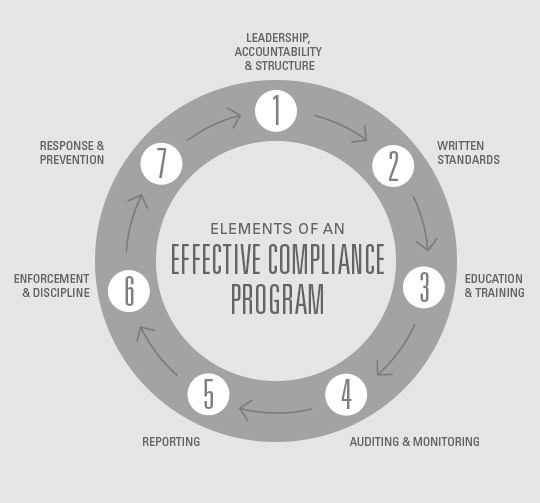 LEADERSHIP,
ACCOUNTABILITY
& STRUCTURE
1
2
WRITTEN
STANDARDS
3
EDUCATION
& TRAINING
4
AUDITING & MONITORING
5
REPORTING
6
ENFORCEMENT
& DISCIPLINE
7
RESPONSE &
PREVENTION
ELEMENTS OF AN
EFFECTIVE COMPLIANCE
PROGRAM